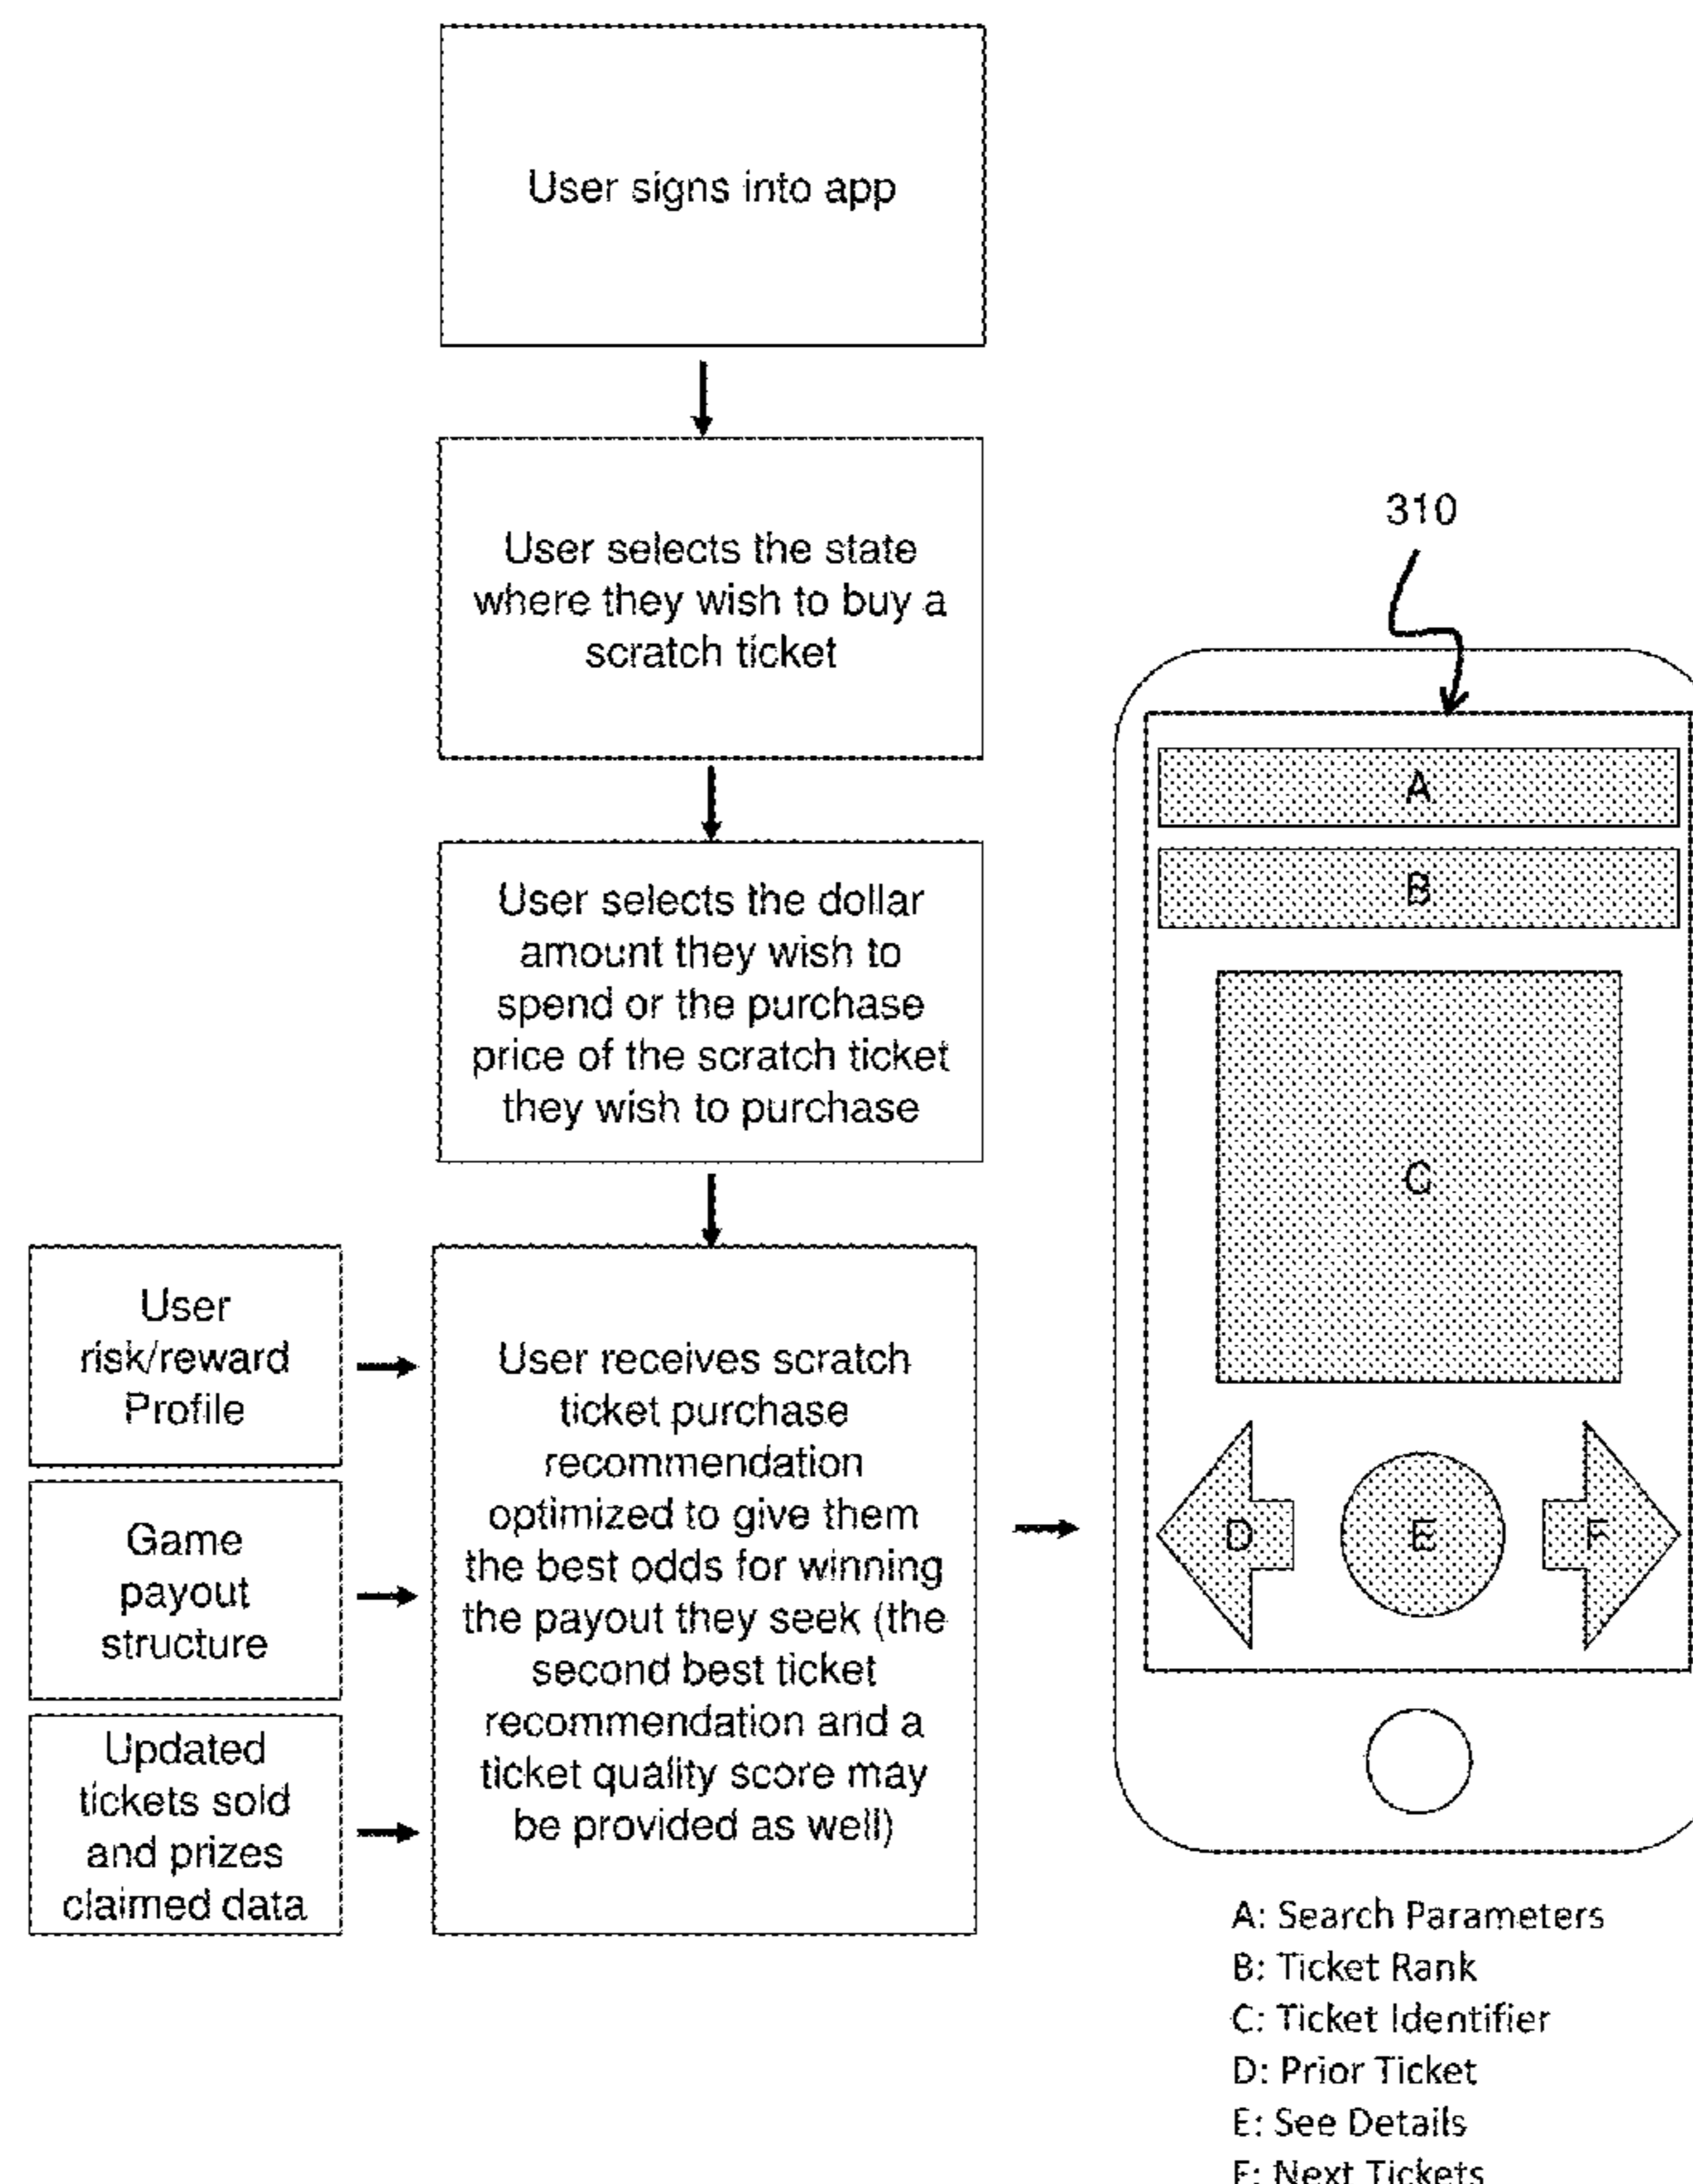 User signs into app
User selects the state
where they wish to buy a
scratch ticket
User selects the dollar
amount they wish to
spend or the purchase
price of the scratch ticket
they wish to purchase
User
risk/reward
Profile
Game
payout
structure
Updated
tickets sold
and prizes
claimed data
User receives scratch
ticket purchase
recommendation
optimized to give them
the best odds for winning
the payout they seek (the
second best ticket
recommendation and a
ticket quality score may
be provided as well)
310
A
B
C
D
E
F
A: Search Parameters
B: Ticket Rank
C: Ticket Identifier
D: Prior Ticket
E: See Details
F: Next Tickets